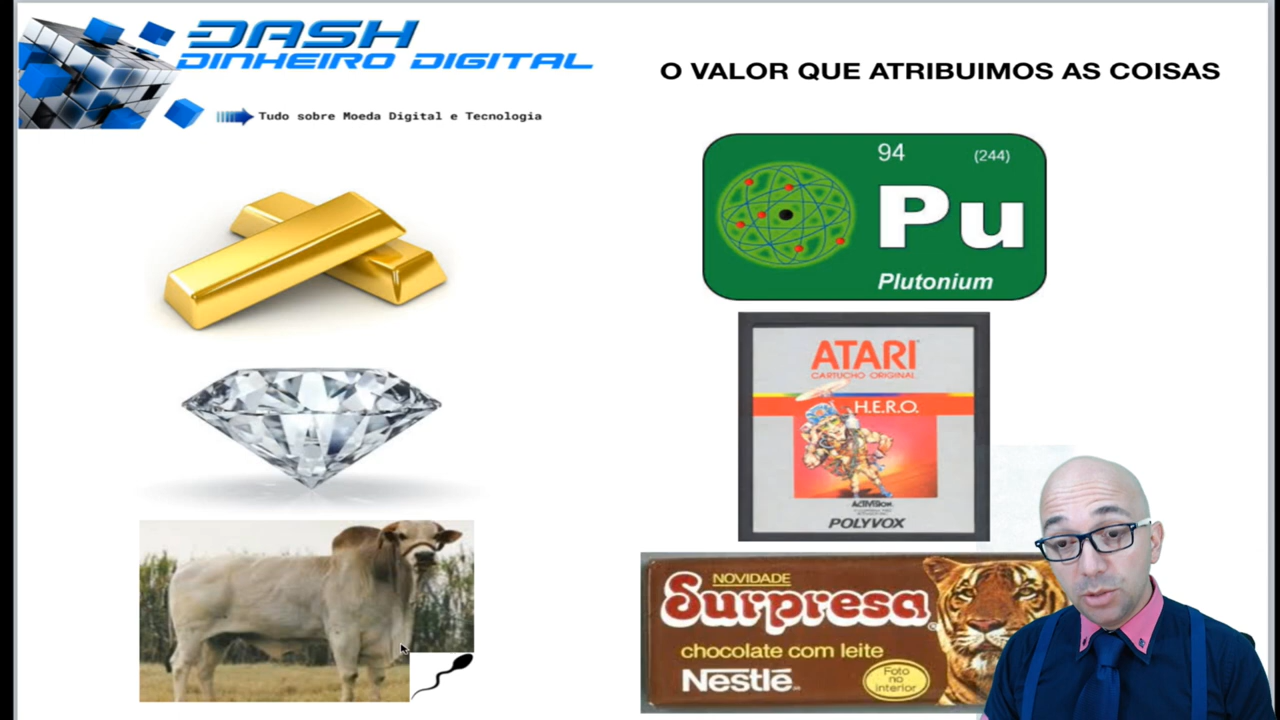 DASH
DINHEIRO DIGITAL
Tudo sobre Moeda Digital e Tecnologia
O VALOR QUE ATRIBUIMOS AS COISAS
94 (244)
Pu
Plutonium
ATARI
CARTUCHO ORIGINAL
H.E.R.O.
ACTIVISION
POLYVOX
NOVIDADE
Surpresa
chocolate com leite
Nestlé
Foto
no
interior